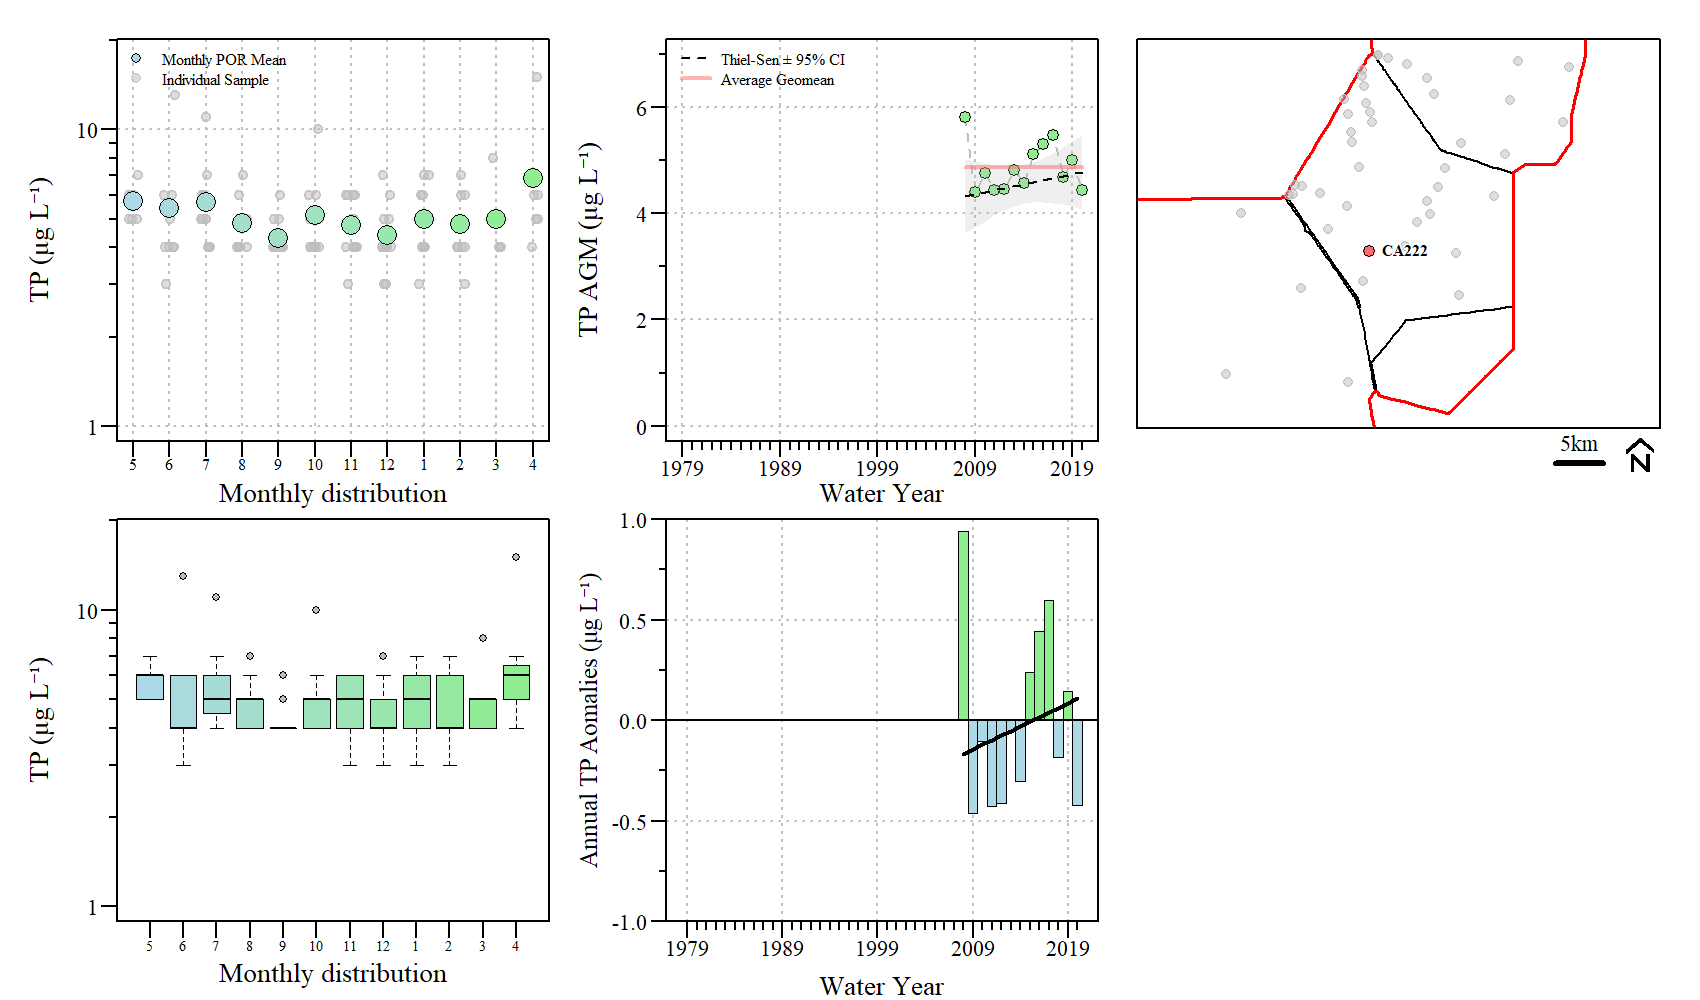 Monthly POR Mean
Individual Sample
10
1
TP (µg L⁻¹)
5 6 7 8 9 10 11 12 1 2 3 4
Monthly distribution
Thiel-Sen ± 95% CI
Average Geomean
6
4
2
0
TP AGM (µg L⁻¹)
1979 1989 1999 2009 2019
Water Year
CA222
5km
N
10
1
TP (µg L⁻¹)
5 6 7 8 9 10 11 12 1 2 3 4
Monthly distribution
1.0
0.5
0.0
-0.5
-1.0
Annual TP Aomalies (µg L⁻¹)
1979 1989 1999 2009 2019
Water Year